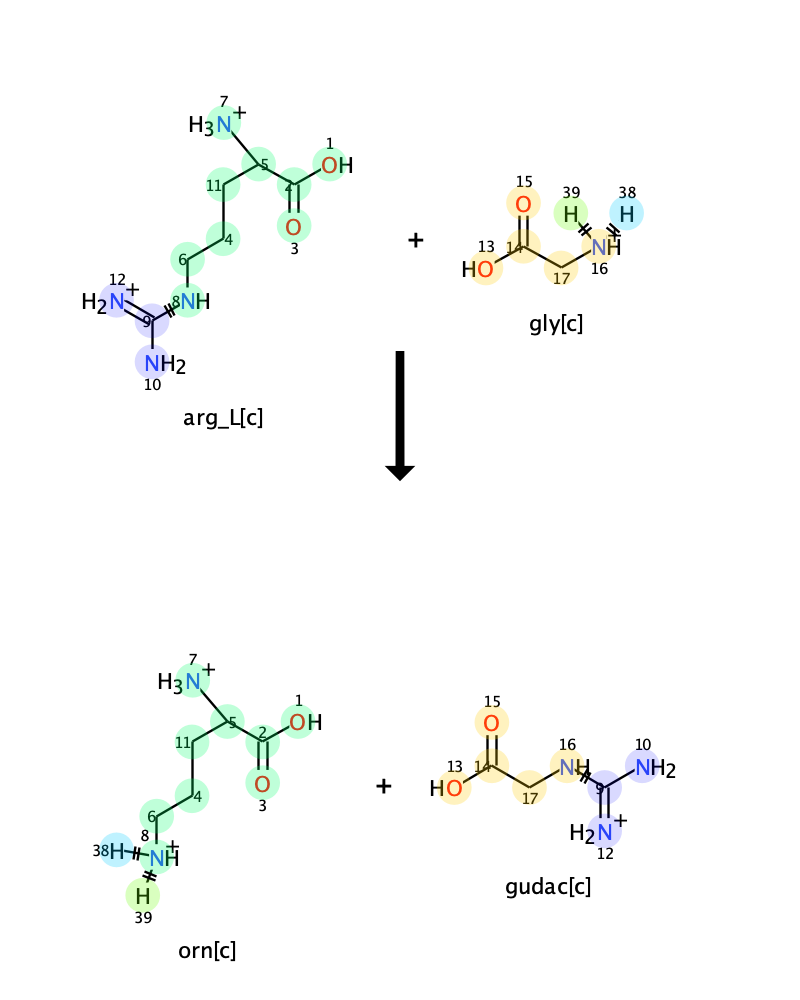 7
H3N+
1
5
OH
11
2
O
3
4
6
12
H2N+
8
NH
9
NH2
10
arg_L[c]
+
15
O
39
H
38
H
13
HO
14
NH+
16
17
gly[c]
7
H3N+
1
5
2
OH
11
O
3
4
6
8
38
H
NH+
H
39
orn[c]
+
15
O
16
NH
10
NH2
13
HO
14
17
9
H2N+
12
gudac[c]